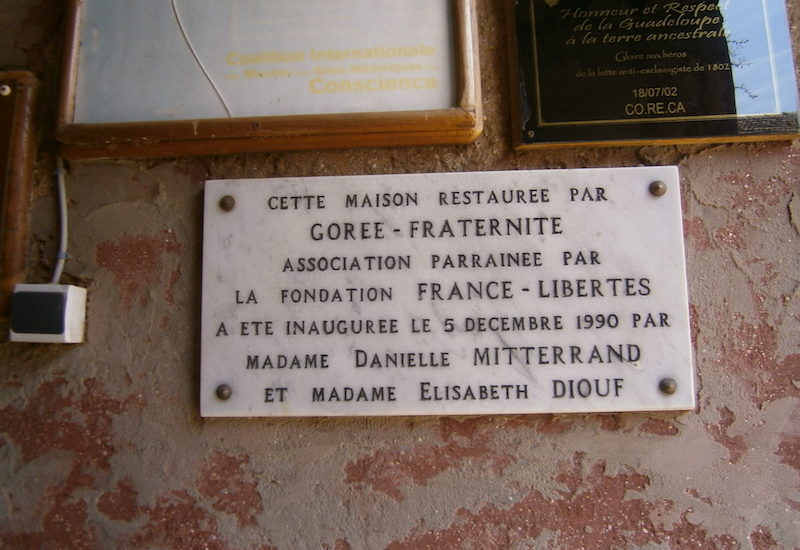 Coalition Internationale
Conscience
Honneur et Respect
de la Guadeloupe
à la terre ancestrale
Gloire aux héros
de la lutte anti-esclavagiste de 1802
18/07/02
CO.RE.CA
CETTE MAISON RESTAUREE PAR
GOREE - FRATERNITE
ASSOCIATION PARRAINEE PAR
LA FONDATION FRANCE - LIBERTES
A ETE INAUGUREE LE 5 DECEMBRE 1990 PAR
MADAME DANIELLE MITTERRAND
ET MADAME ELISABETH DIOUF